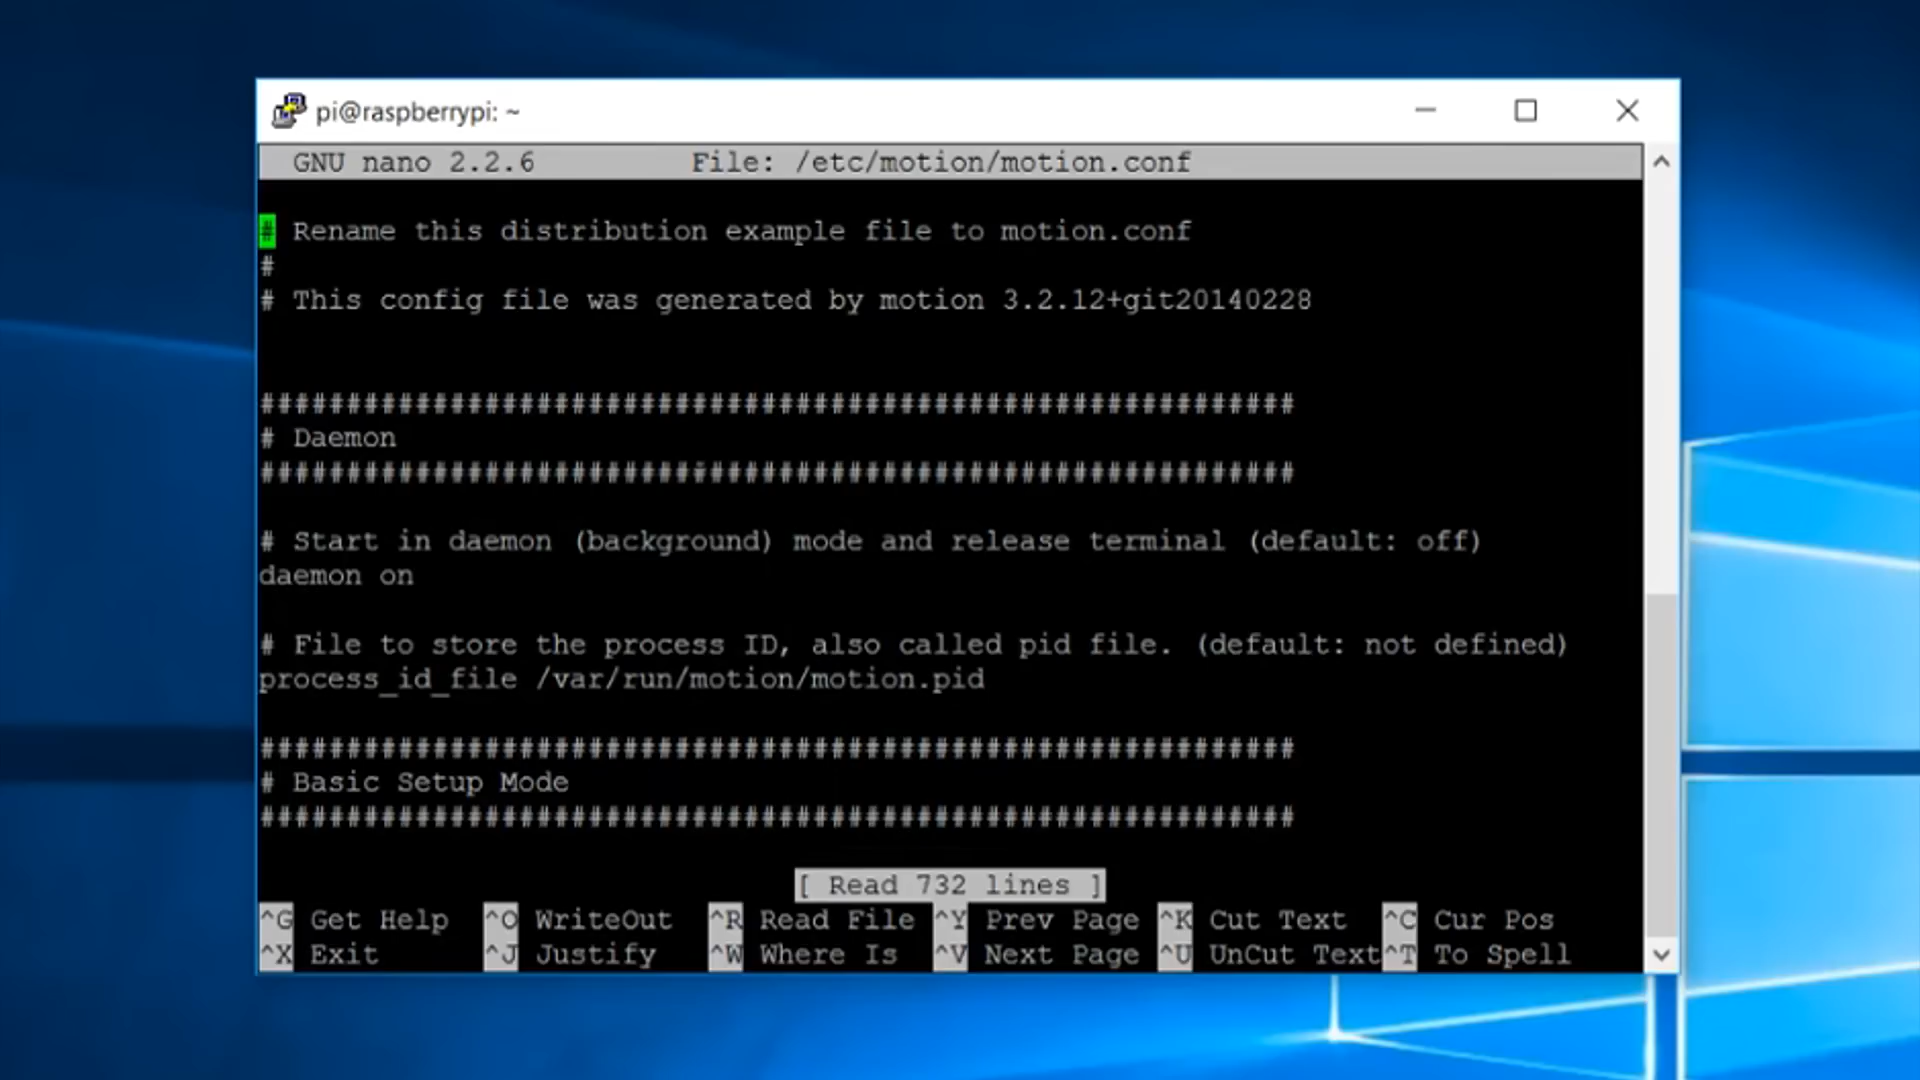 pi@raspberrypi: ~
GNU nano 2.2.6 File: /etc/motion/motion.conf
# Rename this distribution example file to motion.conf
#
# This config file was generated by motion 3.2.12+git20140228
############################################################
# Daemon
############################################################
# Start in daemon (background) mode and release terminal (default: off)
daemon on
# File to store the process ID, also called pid file. (default: not defined)
process_id_file /var/run/motion/motion.pid
############################################################
# Basic Setup Mode
############################################################
[ Read 732 lines ]
^G Get Help ^O WriteOut ^R Read File ^Y Prev Page ^K Cut Text ^C Cur Pos
^X Exit ^J Justify ^W Where Is ^V Next Page ^U UnCut Text ^T To Spell